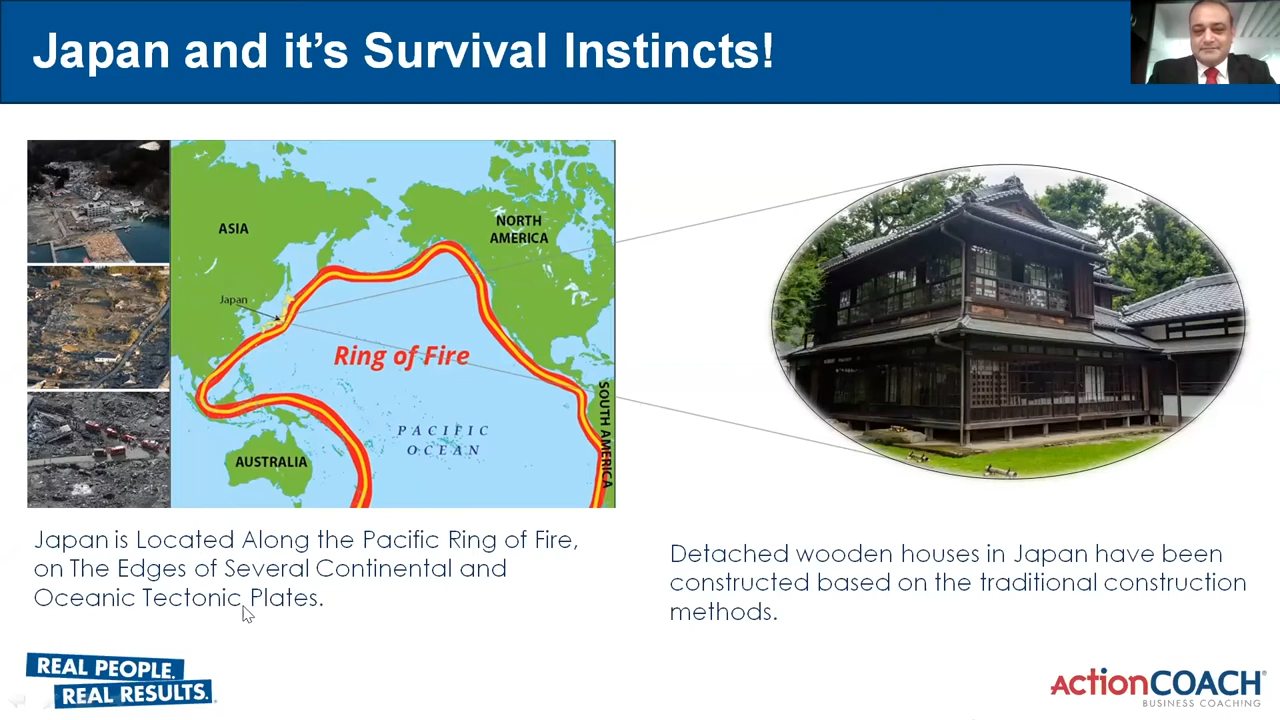 Japan and it's Survival Instincts!
ASIA
NORTH
AMERICA
Japan
Ring of Fire
PACIFIC
OCEAN
SOUTH AMERICA
AUSTRALIA
Japan is Located Along the Pacific Ring of Fire,
on The Edges of Several Continental and
Oceanic Tectonic Plates.
Detached wooden houses in Japan have been
constructed based on the traditional construction
methods.
REAL PEOPLE.
REAL RESULTS.
ActionCOACH®
BUSINESS COACHING